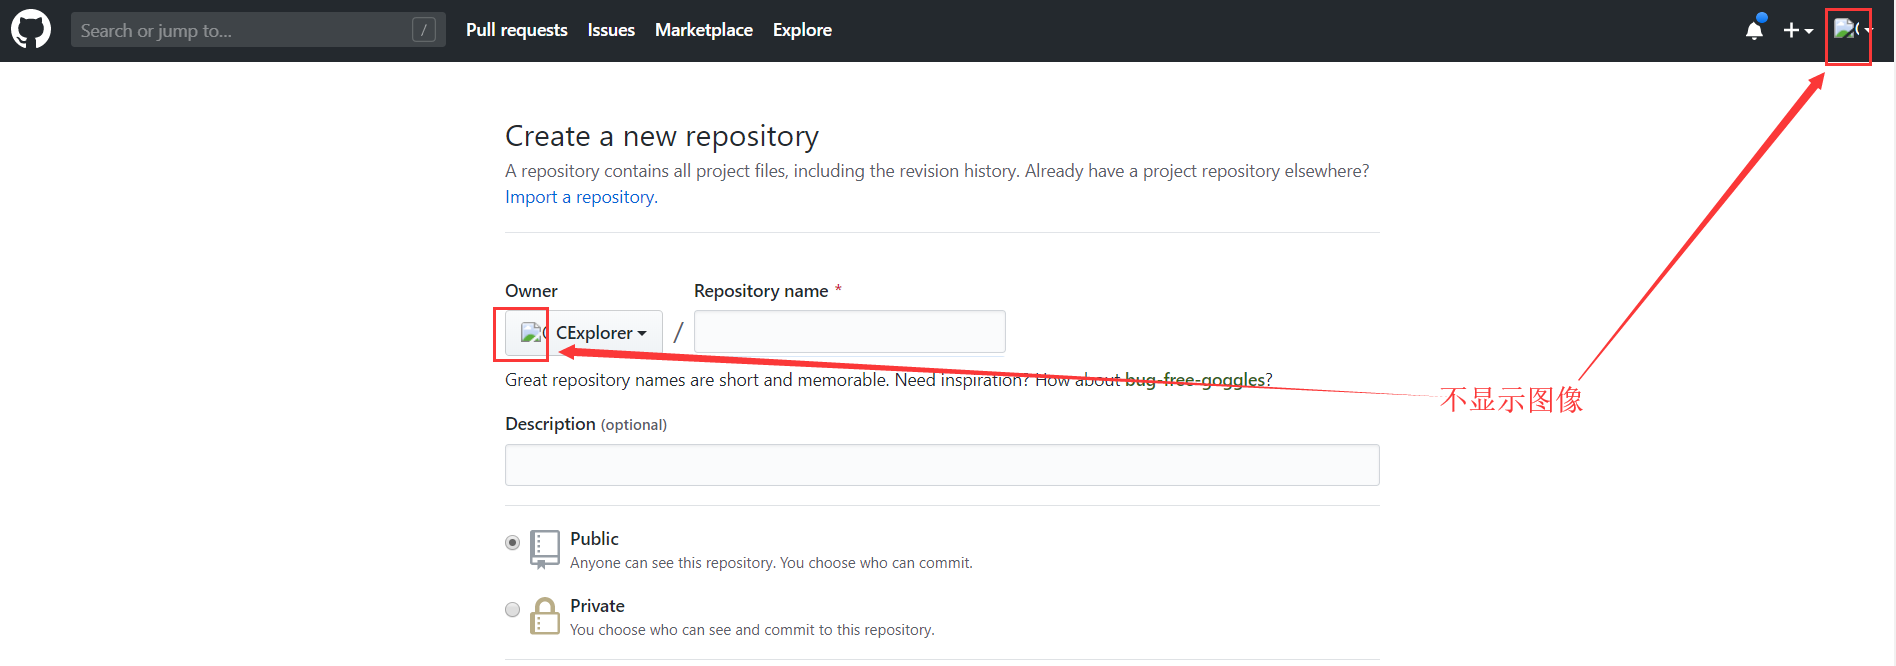 Search or jump to... /
Pull requests Issues Marketplace Explore
Create a new repository
A repository contains all project files, including the revision history. Already have a project repository elsewhere?
Import a repository.
Owner
Repository name *
CExplorer /
Great repository names are short and memorable. Need inspiration? How about bug-free-goggles?
不显示图像
Description (optional)
Public
Anyone can see this repository. You choose who can commit.
Private
You choose who can see and commit to this repository.